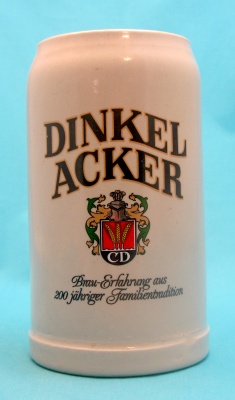 DINKEL
ACKER
CD
Brau-Erfahrung aus
200 jähriger Familientradition